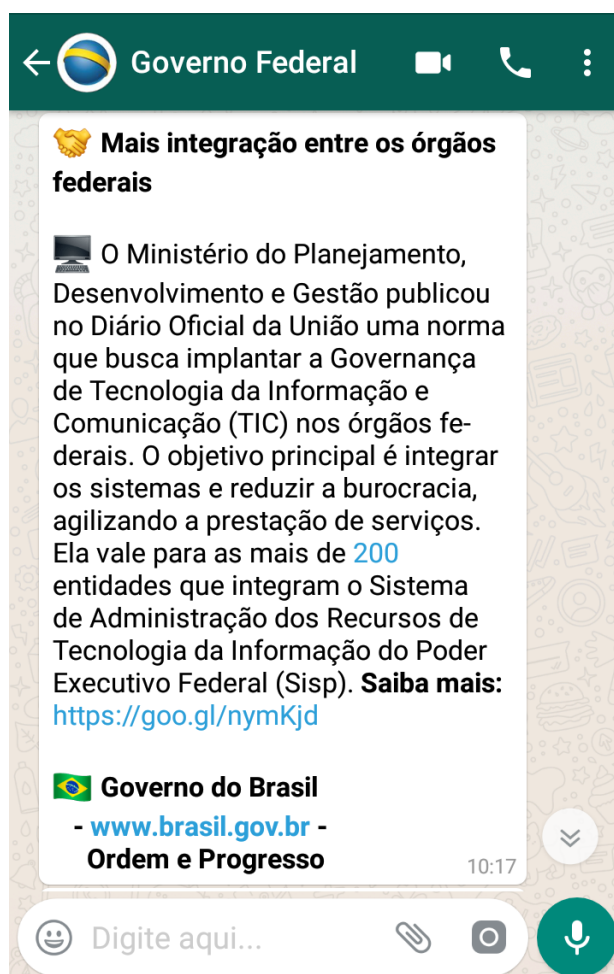 Governo Federal
🤝 Mais integração entre os órgãos
federais
🖥️ O Ministério do Planejamento,
Desenvolvimento e Gestão publicou
no Diário Oficial da União uma norma
que busca implantar a Governança
de Tecnologia da Informação e
Comunicação (TIC) nos órgãos fe-
derais. O objetivo principal é integrar
os sistemas e reduzir a burocracia,
agilizando a prestação de serviços.
Ela vale para as mais de 200
entidades que integram o Sistema
de Administração dos Recursos de
Tecnologia da Informação do Poder
Executivo Federal (Sisp). Saiba mais:
https://goo.gl/nymKjd
🇧🇷 Governo do Brasil
- www.brasil.gov.br -
Ordem e Progresso
10:17
Digite aqui...